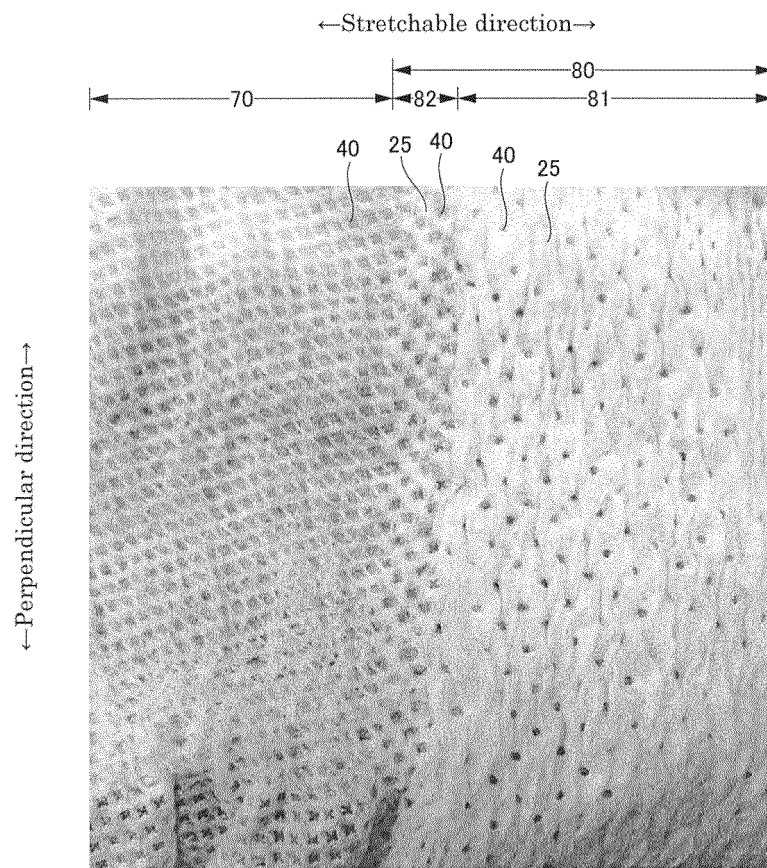 ←Stretchable direction→
80
70 82 81
40 25 40 40 25
←Perpendicular direction→